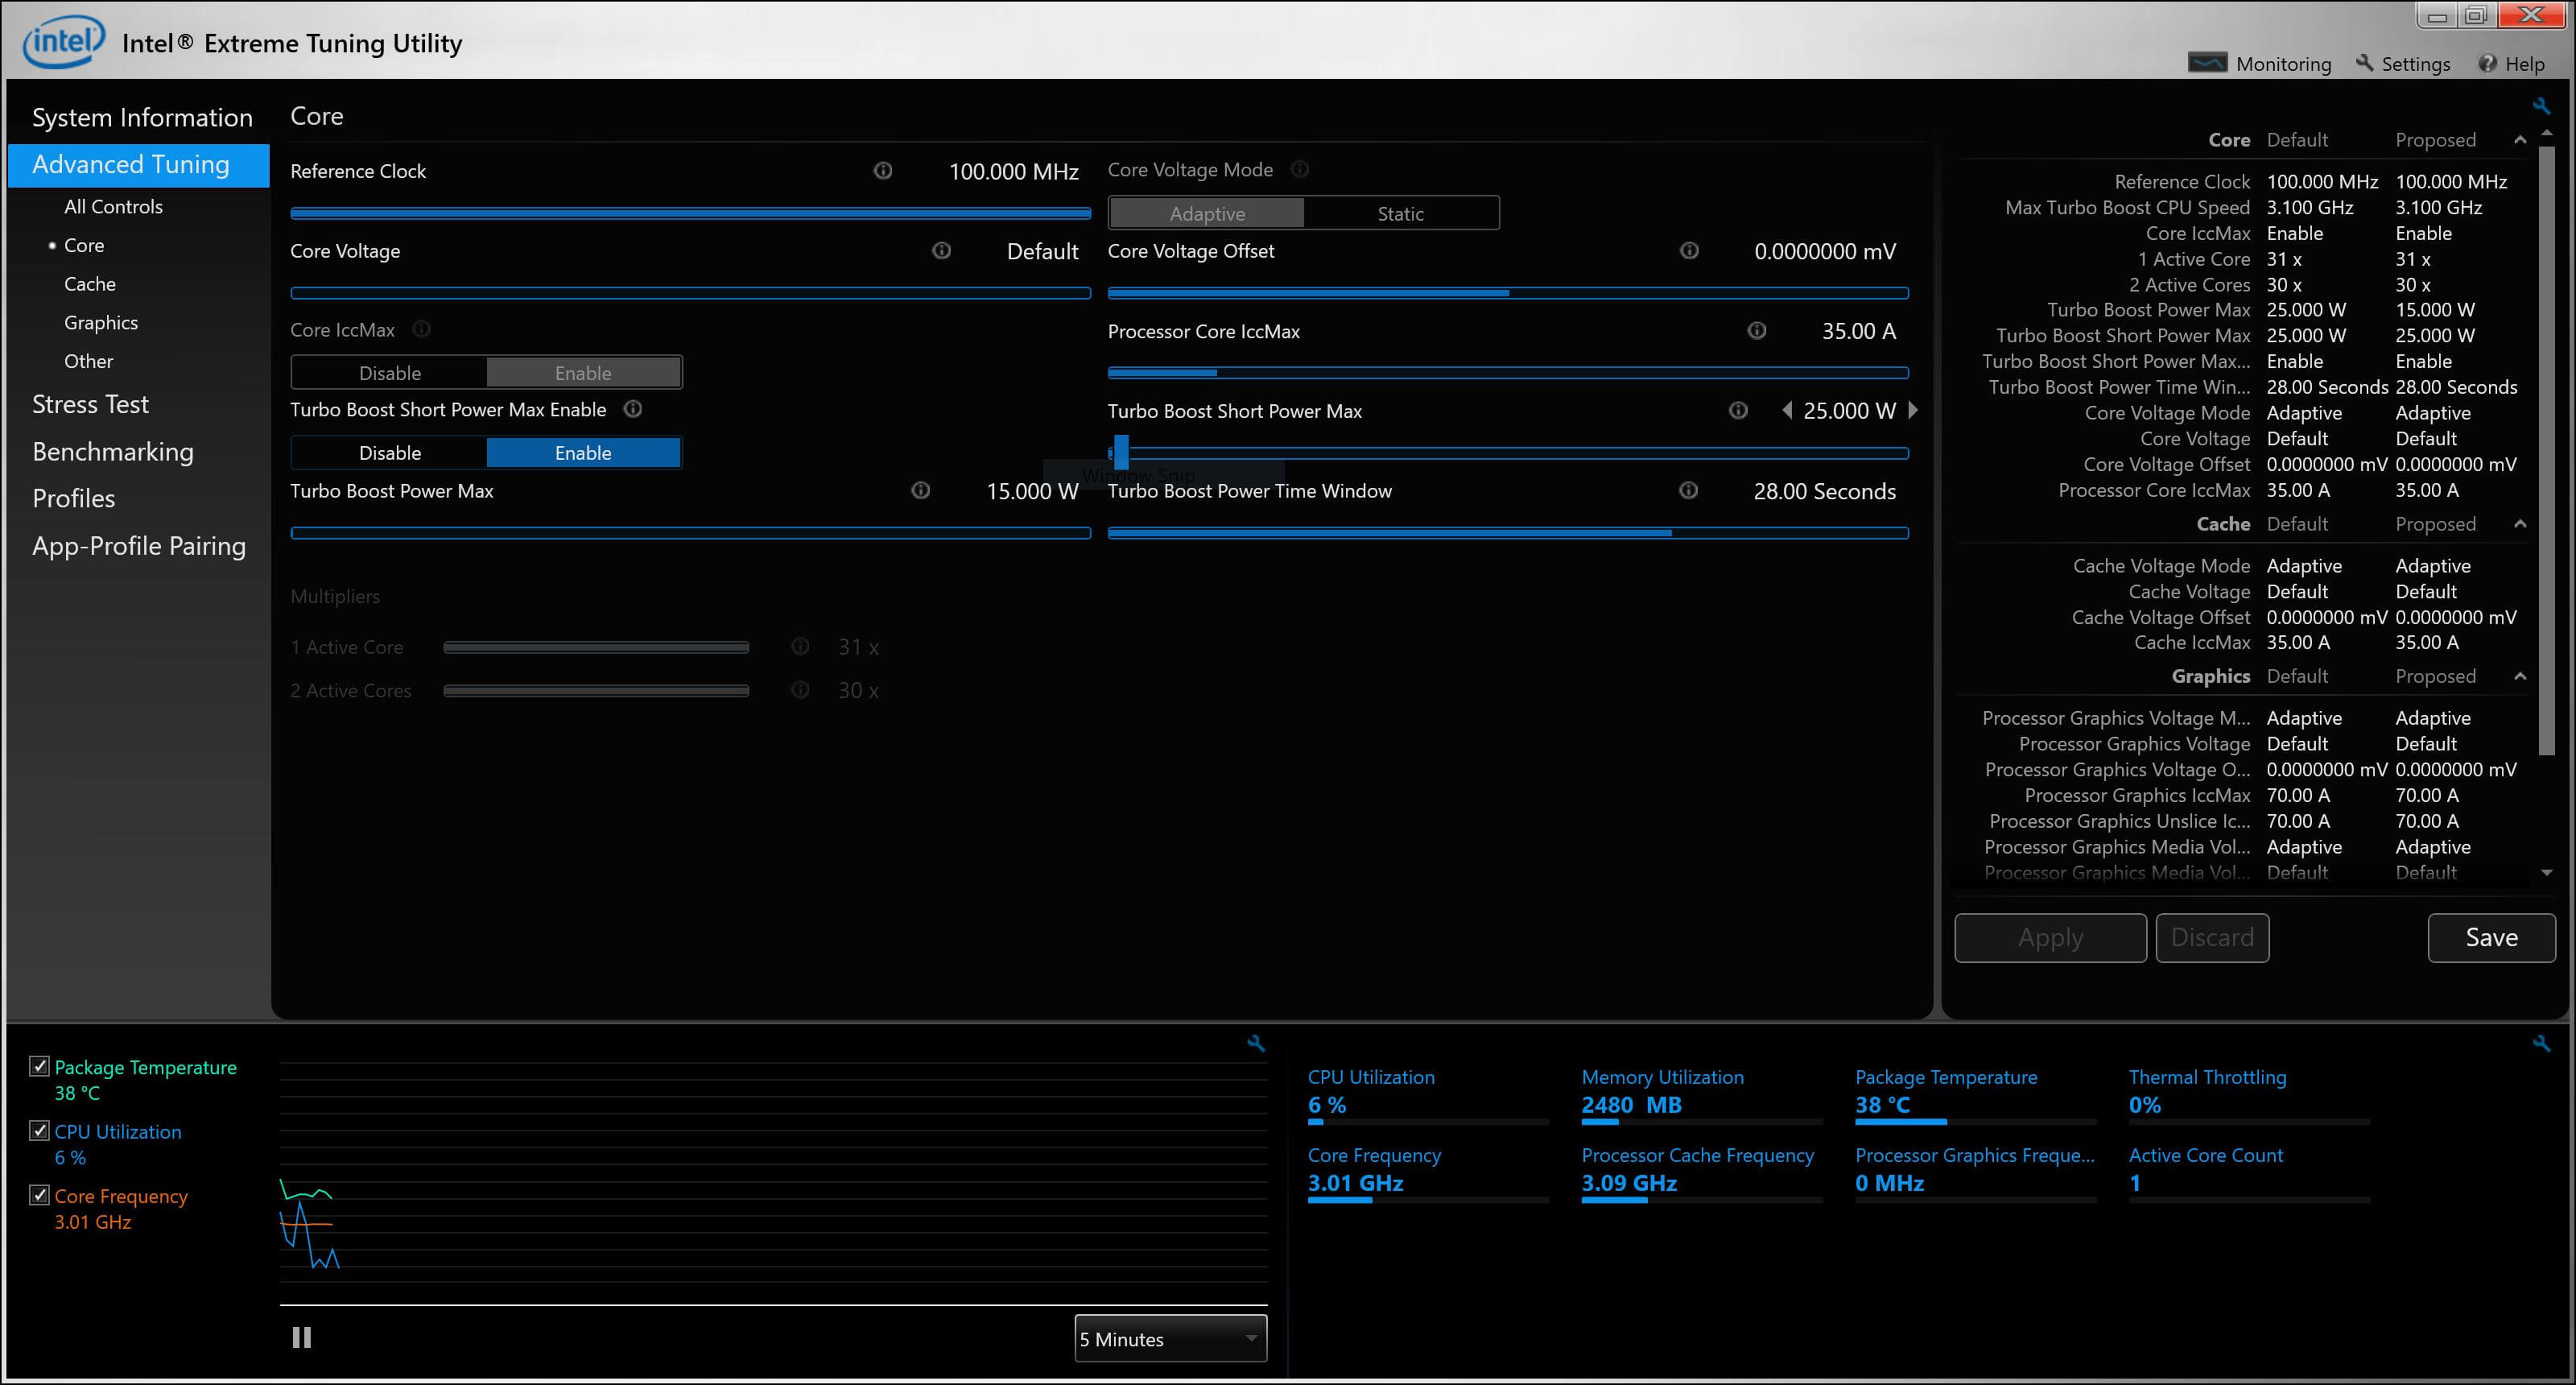 intel Intel® Extreme Tuning Utility
Monitoring Settings Help
System Information
Advanced Tuning
All Controls
Core
Cache
Graphics
Other
Stress Test
Benchmarking
Profiles
App-Profile Pairing
Core
Reference Clock 100.000 MHz
Core Voltage Mode
Adaptive Static
Core Voltage Default
Core Voltage Offset 0.0000000 mV
Core IccMax
Disable Enable
Processor Core IccMax 35.00 A
Turbo Boost Short Power Max Enable
Disable Enable
Turbo Boost Short Power Max 25.000 W
Window Snip
Turbo Boost Power Max 15.000 W
Turbo Boost Power Time Window 28.00 Seconds
Multipliers
1 Active Core 31 x
2 Active Cores 30 x
Core Default Proposed
Reference Clock 100.000 MHz 100.000 MHz
Max Turbo Boost CPU Speed 3.100 GHz 3.100 GHz
Core IccMax Enable Enable
1 Active Core 31 x 31 x
2 Active Cores 30 x 30 x
Turbo Boost Power Max 25.000 W 15.000 W
Turbo Boost Short Power Max 25.000 W 25.000 W
Turbo Boost Short Power Max... Enable Enable
Turbo Boost Power Time Win... 28.00 Seconds 28.00 Seconds
Core Voltage Mode Adaptive Adaptive
Core Voltage Default Default
Core Voltage Offset 0.0000000 mV 0.0000000 mV
Processor Core IccMax 35.00 A 35.00 A
Cache Default Proposed
Cache Voltage Mode Adaptive Adaptive
Cache Voltage Default Default
Cache Voltage Offset 0.0000000 mV 0.0000000 mV
Cache IccMax 35.00 A 35.00 A
Graphics Default Proposed
Processor Graphics Voltage M... Adaptive Adaptive
Processor Graphics Voltage Default Default
Processor Graphics Voltage O... 0.0000000 mV 0.0000000 mV
Processor Graphics IccMax 70.00 A 70.00 A
Processor Graphics Unslice Ic... 70.00 A 70.00 A
Processor Graphics Media Vol... Adaptive Adaptive
Processor Graphics Media Vol... Default Default
Apply Discard Save
Package Temperature
38 °C
CPU Utilization
6 %
Core Frequency
3.01 GHz
5 Minutes
CPU Utilization Memory Utilization Package Temperature Thermal Throttling
6 % 2480 MB 38 °C 0%
Core Frequency Processor Cache Frequency Processor Graphics Freque... Active Core Count
3.01 GHz 3.09 GHz 0 MHz 1